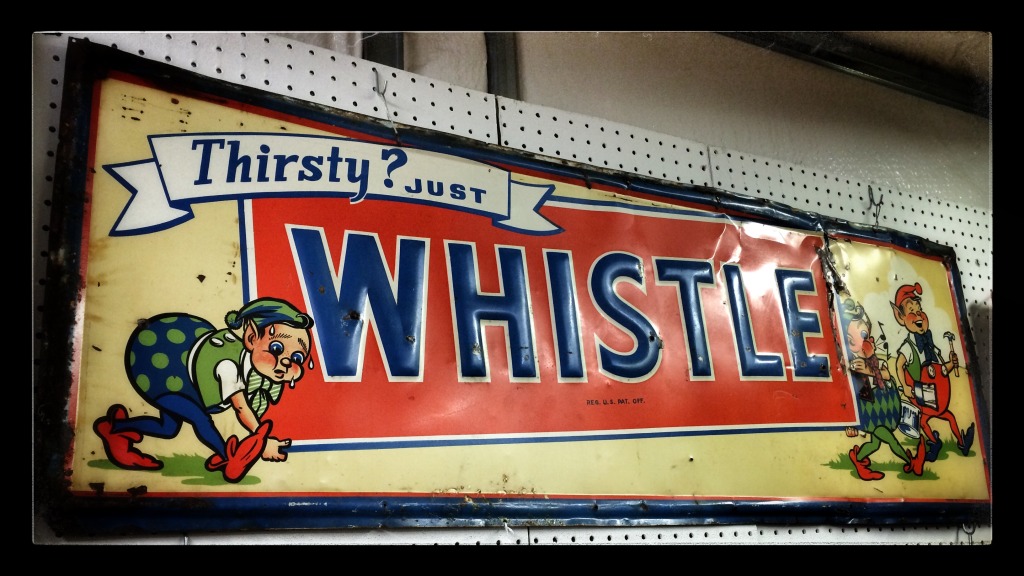 Thirsty? JUST
WHISTLE
REG. U.S. PAT. OFF.